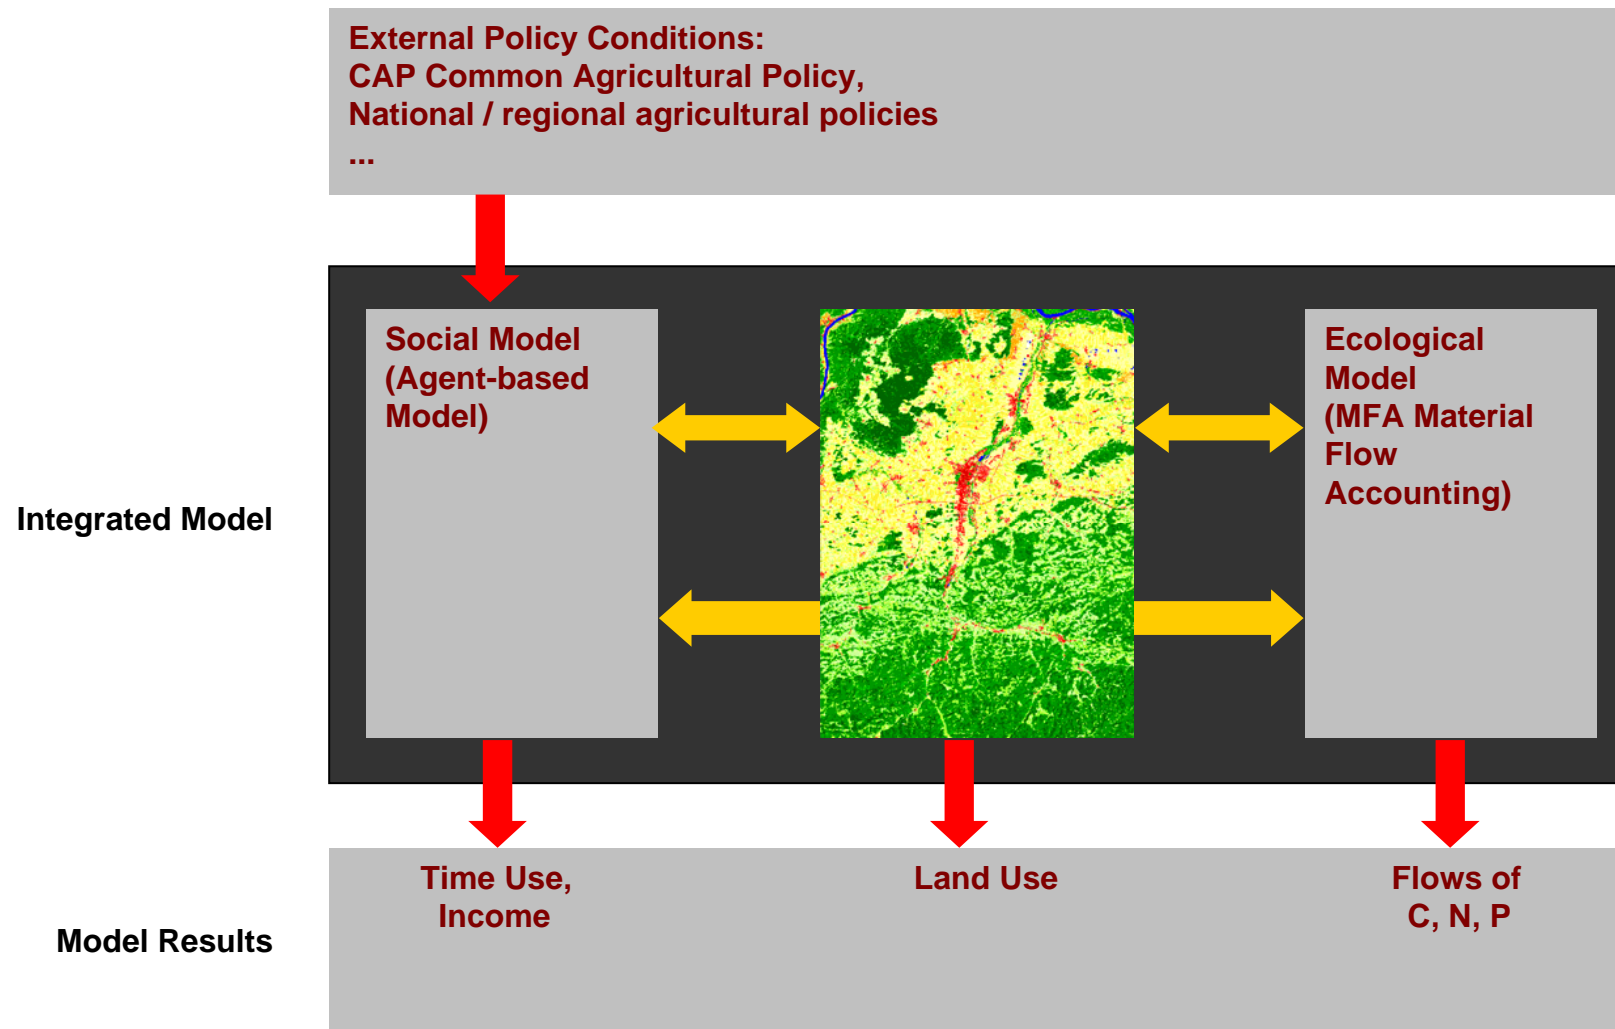 External Policy Conditions:
CAP Common Agricultural Policy,
National / regional agricultural policies
...
Social Model
(Agent-based
Model)
Ecological
Model
(MFA Material
Flow
Accounting)
Integrated Model
Time Use,
Income
Land Use
Flows of
C, N, P
Model Results